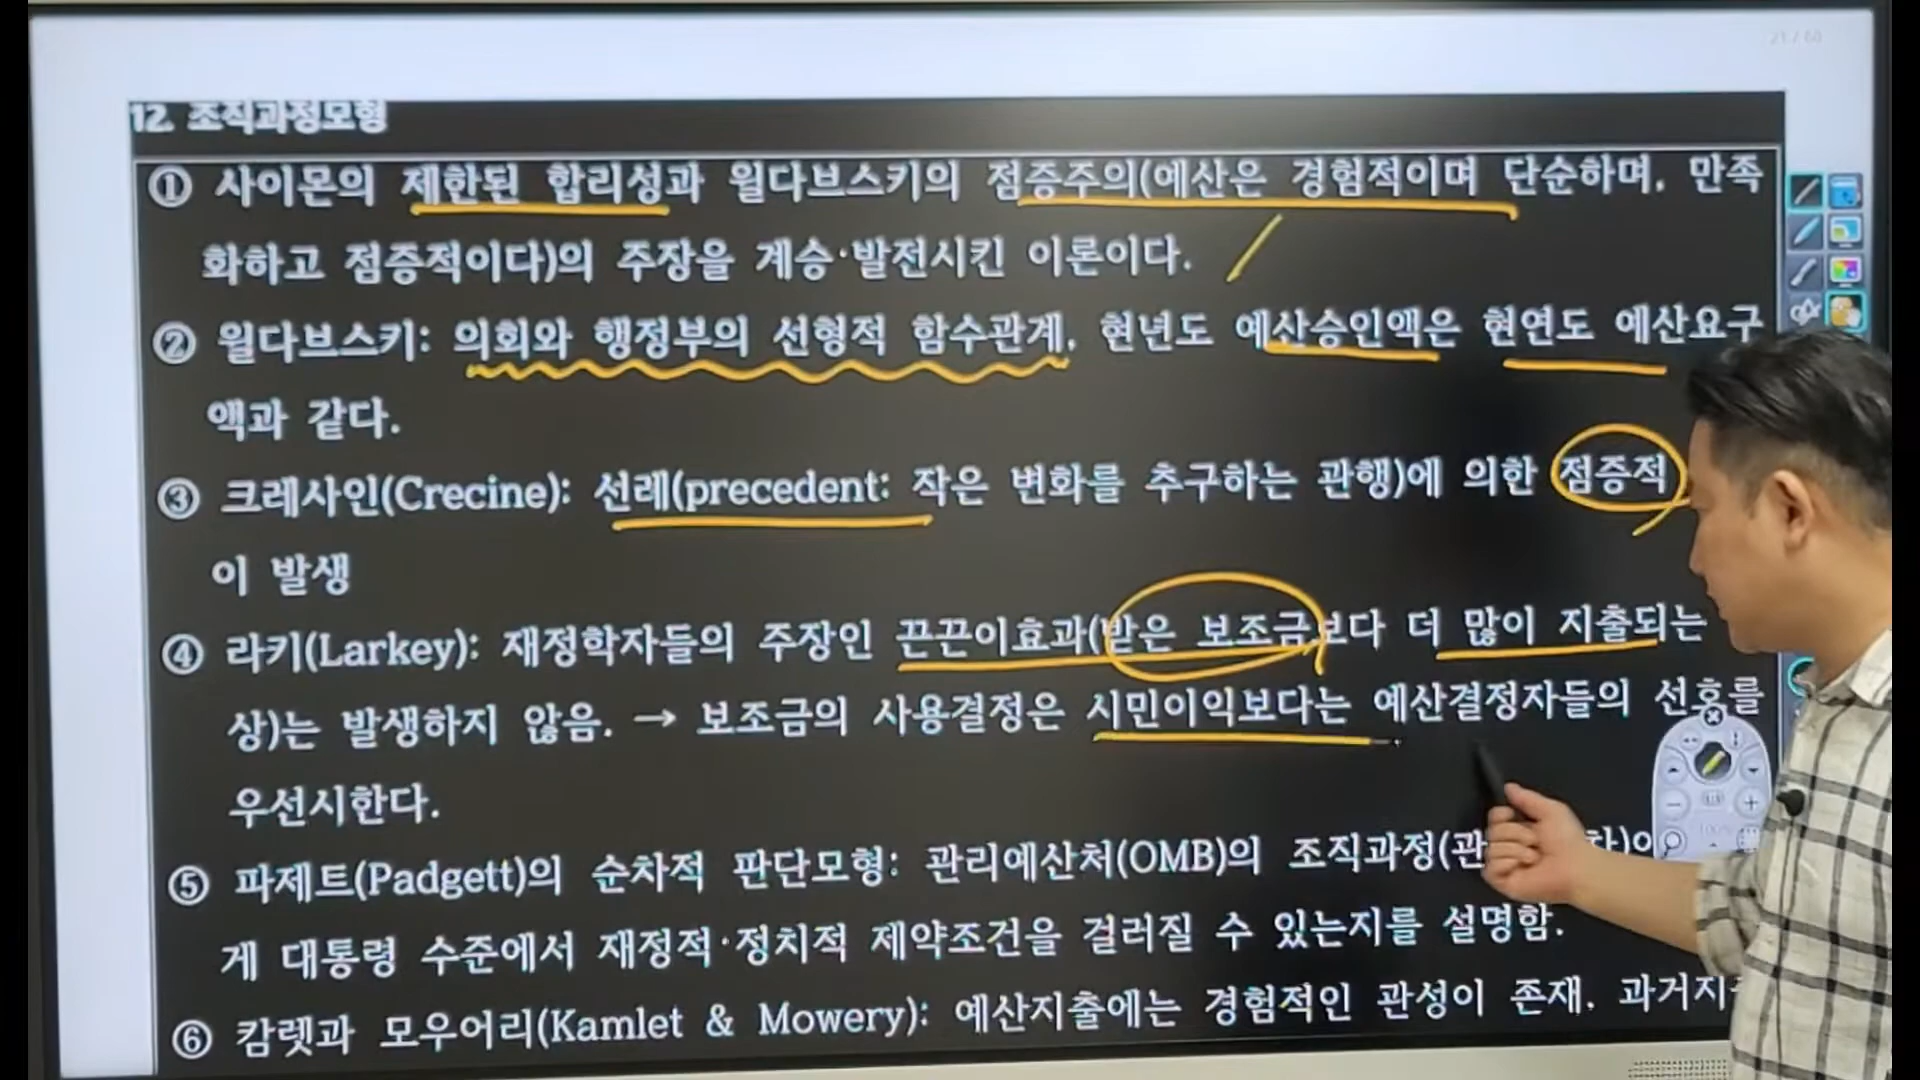 21 / 60
12. 조직과정모형
① 사이몬의 제한된 합리성과 윌다브스키의 점증주의(예산은 경험적이며 단순하며, 만족
화하고 점증적이다)의 주장을 계승·발전시킨 이론이다.
② 윌다브스키: 의회와 행정부의 선형적 함수관계, 현년도 예산승인액은 현연도 예산요구
액과 같다.
③ 크레사인(Crecine): 선례(precedent: 작은 변화를 추구하는 관행)에 의한 점증적
이 발생
④ 라키(Larkey): 재정학자들의 주장인 끈끈이효과(받은 보조금보다 더 많이 지출되는
상)는 발생하지 않음. → 보조금의 사용결정은 시민이익보다는 예산결정자들의 선호를
우선시한다.
⑤ 파제트(Padgett)의 순차적 판단모형: 관리예산처(OMB)의 조직과정(관
게 대통령 수준에서 재정적·정치적 제약조건을 걸러질 수 있는지를 설명함.
⑥ 캄렛과 모우어리(Kamlet & Mowery): 예산지출에는 경험적인 관성이 존재. 과거지